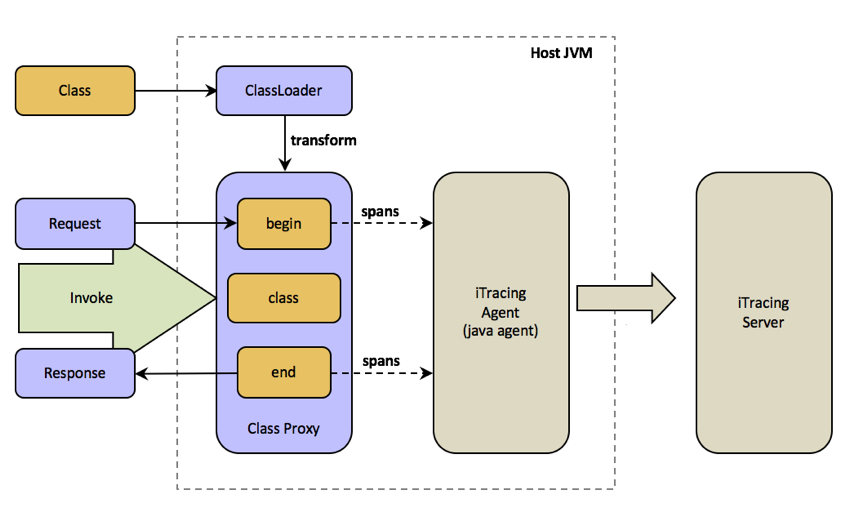 Host JVM
Class
ClassLoader
transform
Request
begin
spans
Invoke
class
iTracing
Agent
(java agent)
iTracing
Server
Response
end
spans
Class Proxy